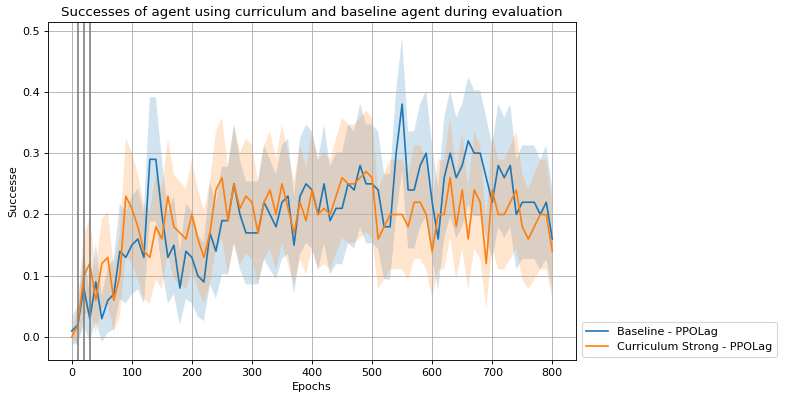 Successes of agent using curriculum and baseline agent during evaluation
0.5
0.4
0.3
0.2
0.1
0.0
Successe
0 100 200 300 400 500 600 700 800
Epochs
Baseline - PPOLag
Curriculum Strong - PPOLag